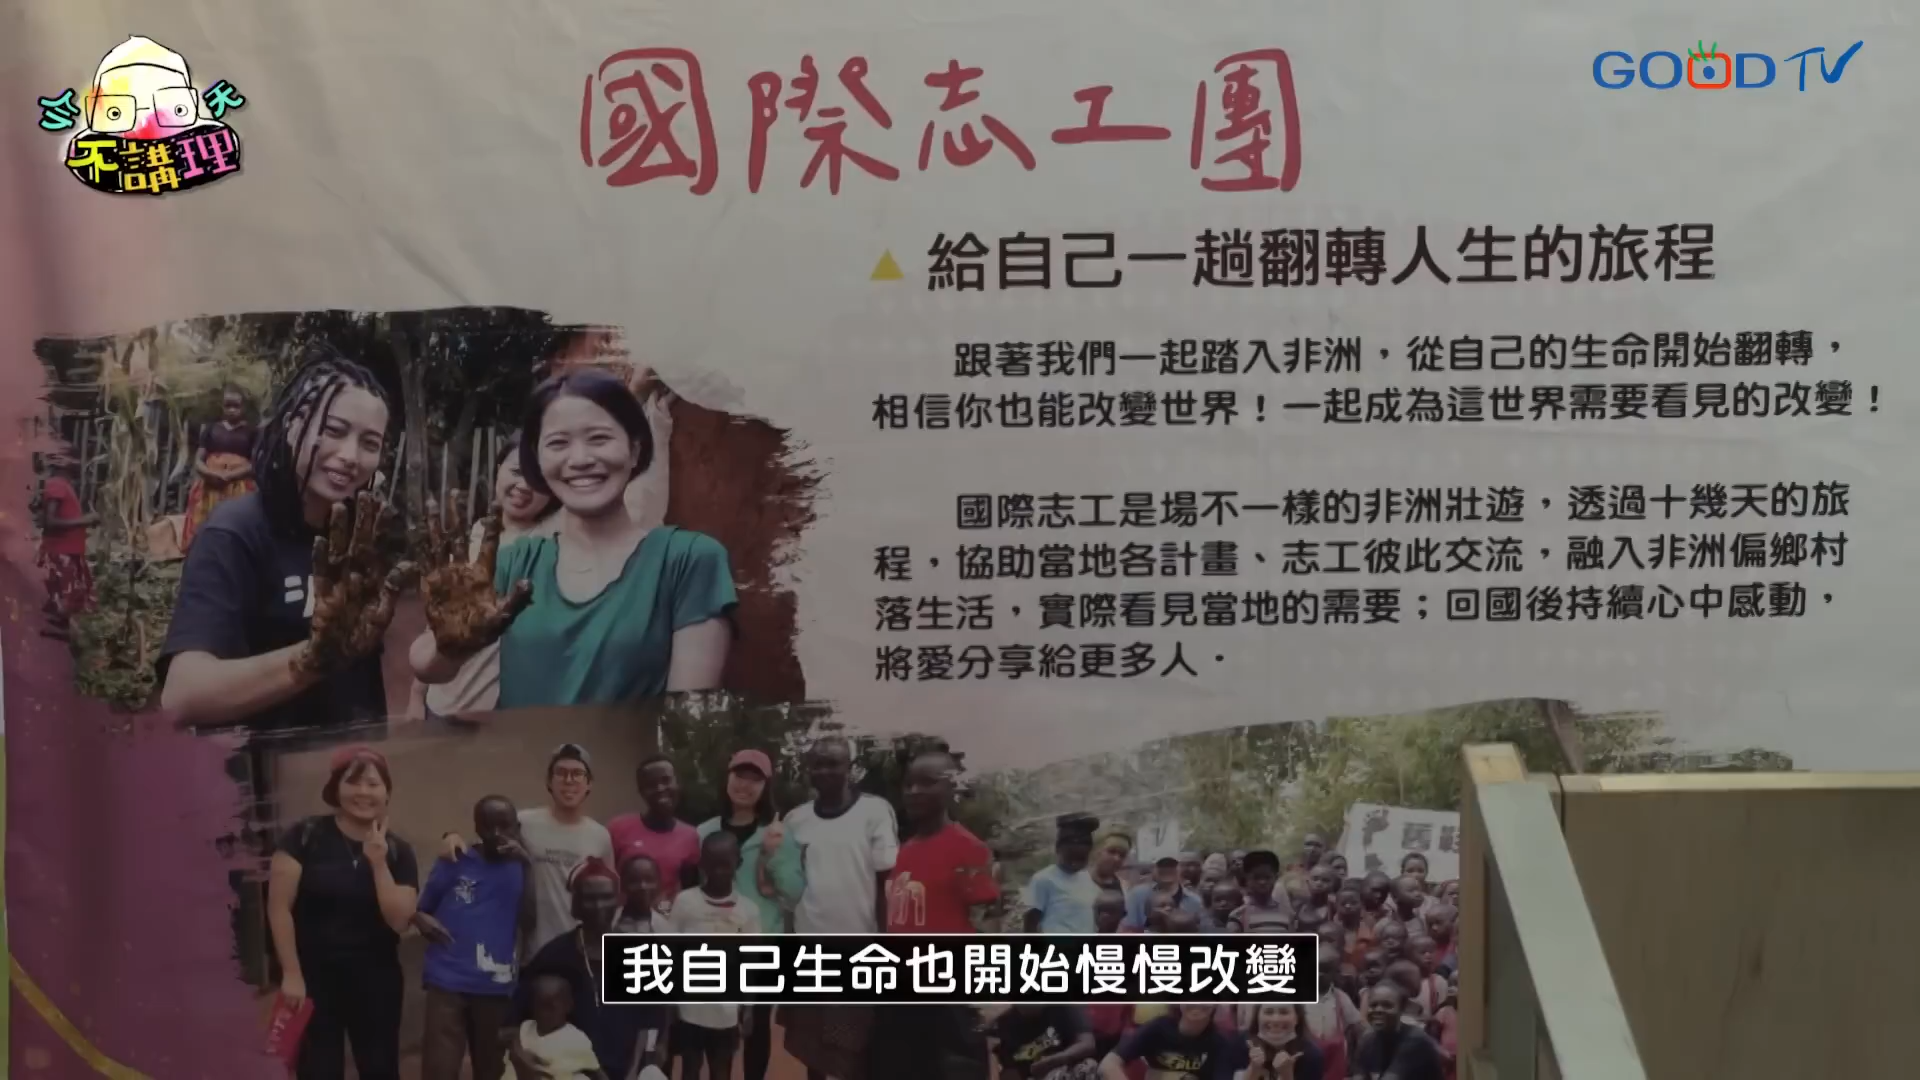 今天
不講理
GOOD TV
國際志工團
給自己一趟翻轉人生的旅程
跟著我們一起踏入非洲，從自己的生命開始翻轉，
相信你也能改變世界！一起成為這世界需要看見的改變！
國際志工是場不一樣的非洲壯遊，透過十幾天的旅
程，協助當地各計畫、志工彼此交流，融入非洲偏鄉村
落生活，實際看見當地的需要；回國後持續心中感動，
將愛分享給更多人．
我自己生命也開始慢慢改變